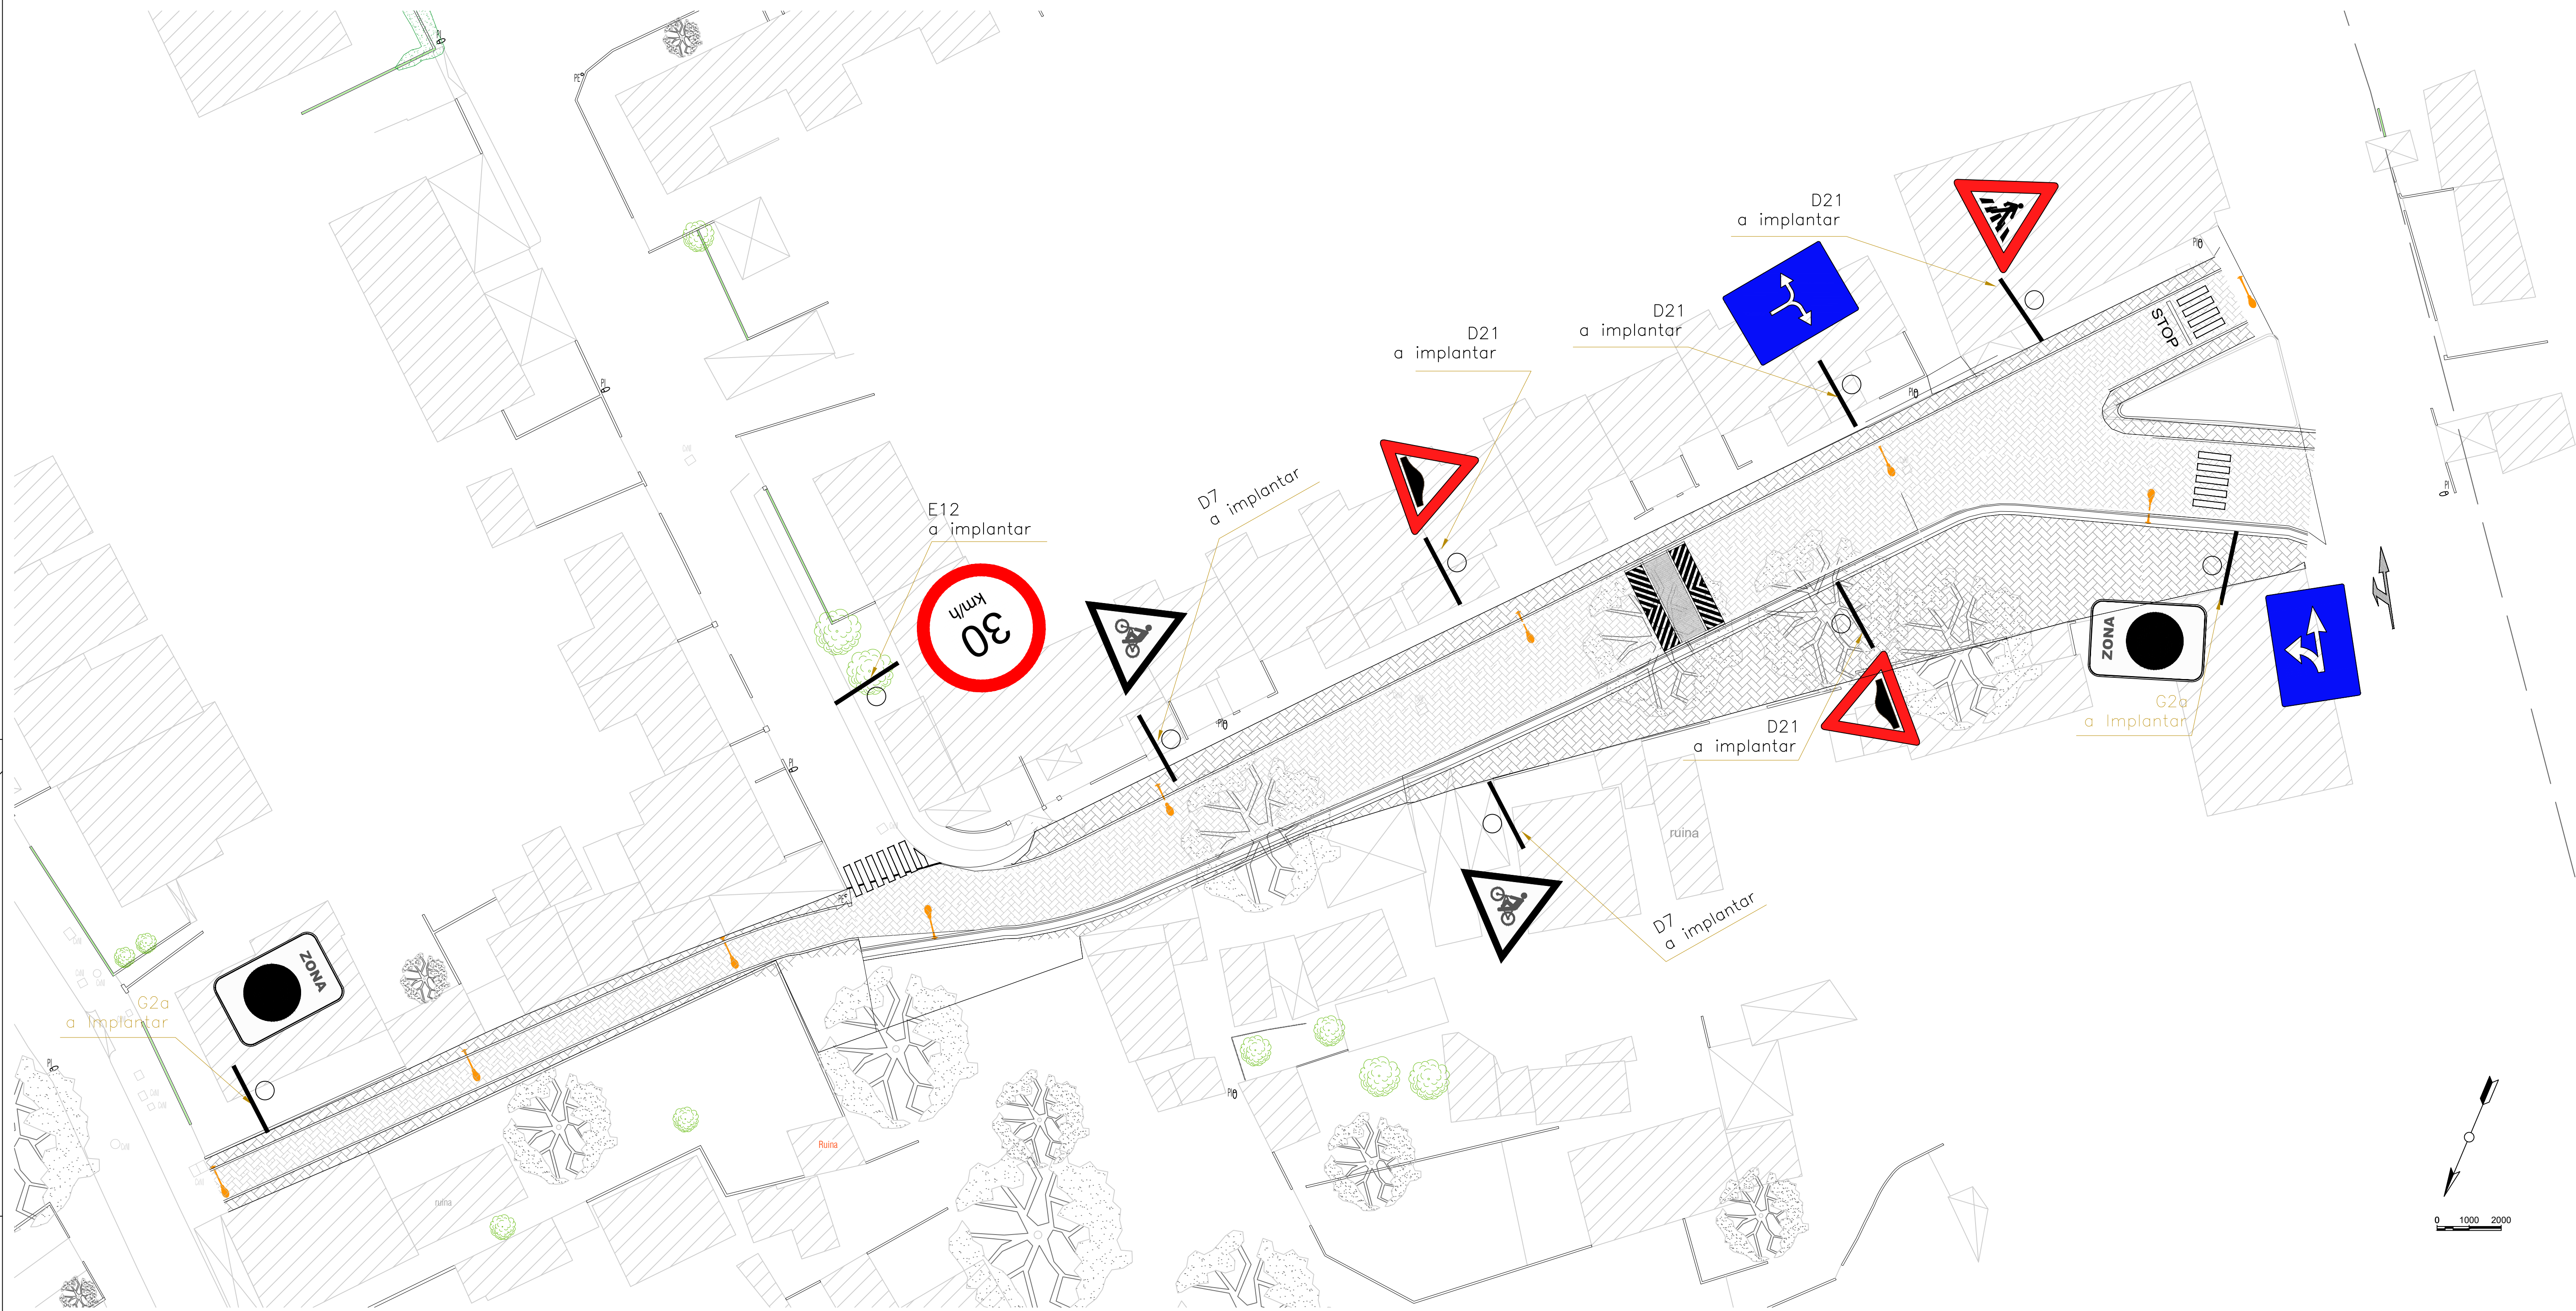 D21
a implantar
D21
a implantar
STOP
D21
a implantar
E12
a implantar
30
km/h
D7
a implantar
ZONA
G2a
a Implantar
D21
a implantar
ruina
D7
a implantar
ZONA
G2a
a Implantar
Ruina
ruina
0 1000 2000